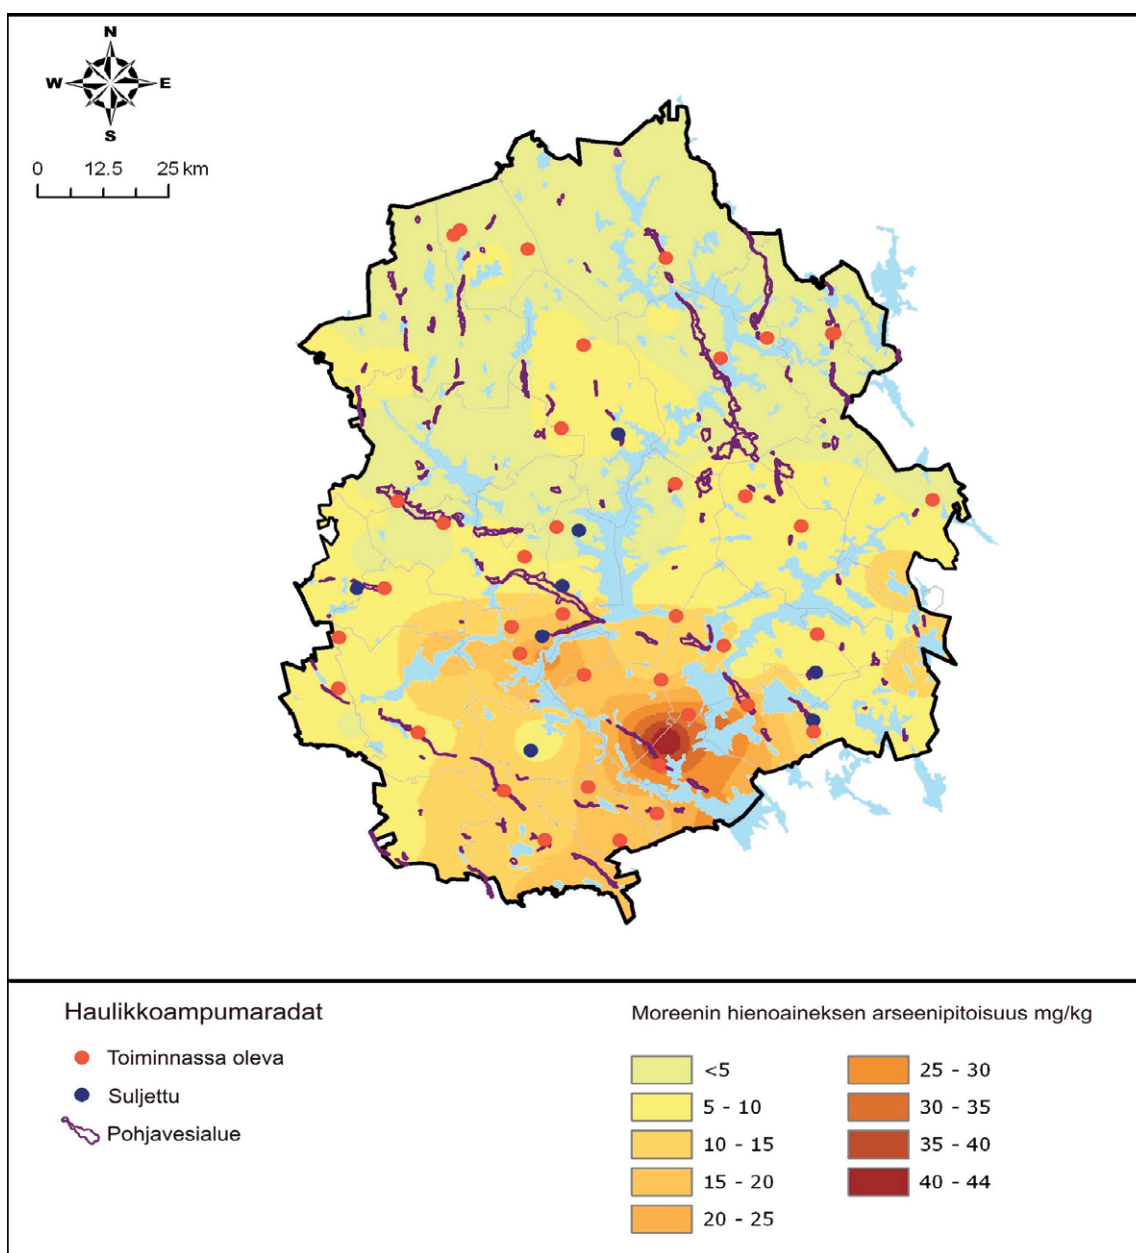 N
W E
S
0 12.5 25 km
Haulikkoampumaradat
Toiminnassa oleva
Suljettu
Pohjavesialue
Moreenin hienoaineksen arseenipitoisuus mg/kg
<5
5 - 10
10 - 15
15 - 20
20 - 25
25 - 30
30 - 35
35 - 40
40 - 44